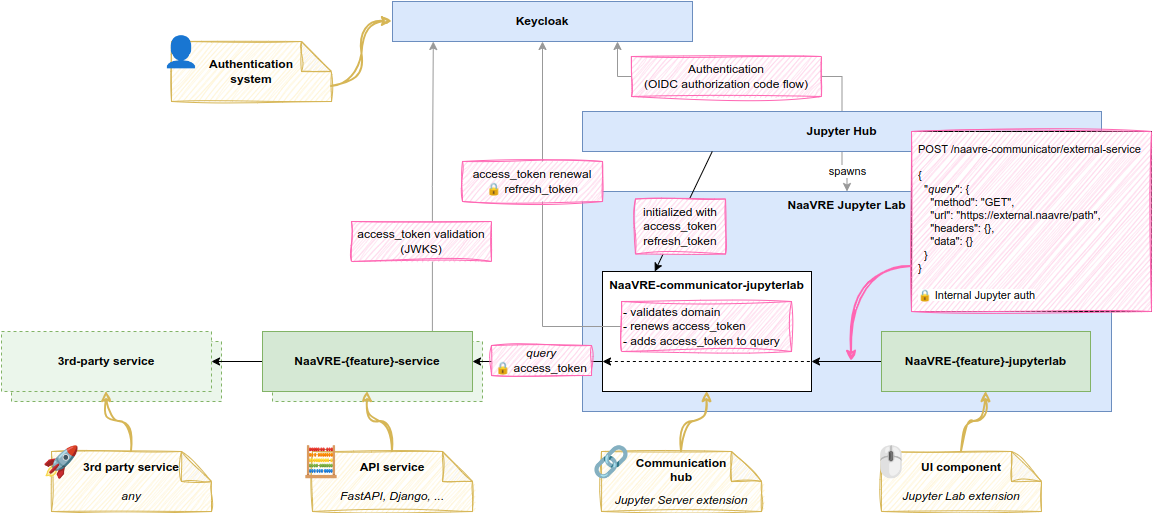 Keycloak
Authentication
system
Authentication
(OIDC authorization code flow)
Jupyter Hub
POST /naavre-communicator/external-service
{
"query": {
"method": "GET",
"url": "https://external.naavre/path",
"headers": {},
"data": {}
}
}
🔒 Internal Jupyter auth
spawns
access_token renewal
🔒 refresh_token
NaaVRE Jupyter Lab
initialized with
access_token
refresh_token
access_token validation
(JWKS)
NaaVRE-communicator-jupyterlab
- validates domain
- renews access_token
- adds access_token to query
3rd-party service
NaaVRE-{feature}-service
query
🔒 access_token
NaaVRE-{feature}-jupyterlab
3rd party service
any
API service
FastAPI, Django, ...
Communication
hub
Jupyter Server extension
UI component
Jupyter Lab extension